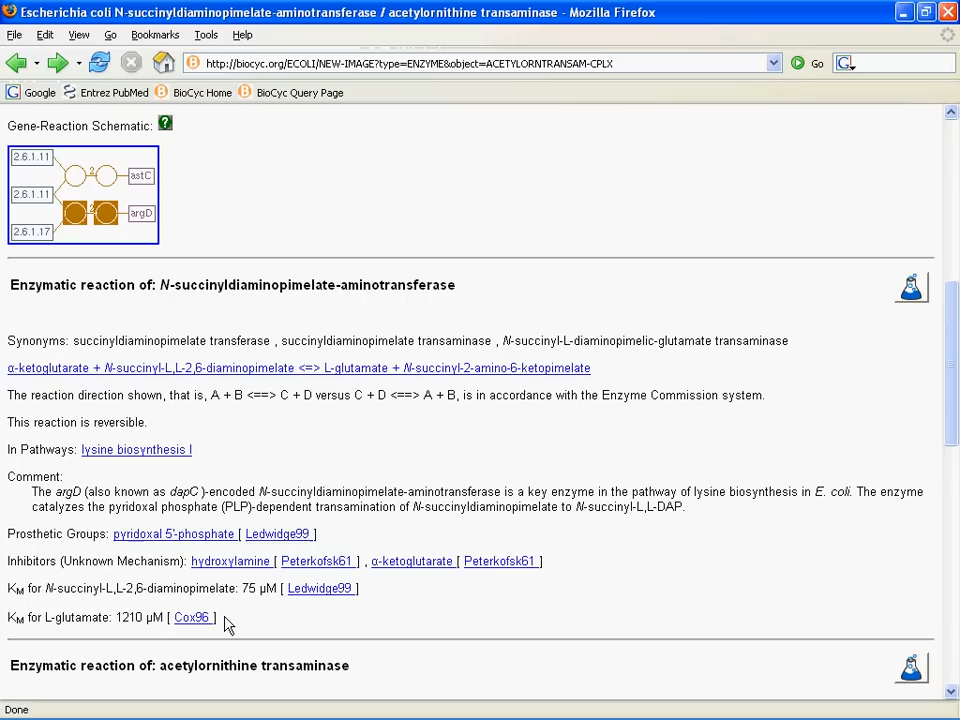 Escherichia coli N-succinyldiaminopimelate-aminotransferase / acetylornithine transaminase - Mozilla Firefox
File Edit View Go Bookmarks Tools Help
http://biocyc.org/ECOLI/NEW-IMAGE?type=ENZYME&object=ACETYLORNTRANSAM-CPLX Go G
G Google Entrez PubMed BioCyc Home BioCyc Query Page
Gene-Reaction Schematic: ?
2.6.1.11
2 astC
2.6.1.11
2 argD
2.6.1.17
Enzymatic reaction of: N-succinyldiaminopimelate-aminotransferase
Synonyms: succinyldiaminopimelate transferase , succinyldiaminopimelate transaminase , N-succinyl-L-diaminopimelic-glutamate transaminase
α-ketoglutarate + N-succinyl-L,L-2,6-diaminopimelate <=> L-glutamate + N-succinyl-2-amino-6-ketopimelate
The reaction direction shown, that is, A + B <==> C + D versus C + D <==> A + B, is in accordance with the Enzyme Commission system.
This reaction is reversible.
In Pathways: lysine biosynthesis I
Comment:
The argD (also known as dapC )-encoded N-succinyldiaminopimelate-aminotransferase is a key enzyme in the pathway of lysine biosynthesis in E. coli. The enzyme
catalyzes the pyridoxal phosphate (PLP)-dependent transamination of N-succinyldiaminopimelate to N-succinyl-L,L-DAP.
Prosthetic Groups: pyridoxal 5'-phosphate [ Ledwidge99 ]
Inhibitors (Unknown Mechanism): hydroxylamine [ Peterkofsk61 ] , α-ketoglutarate [ Peterkofsk61 ]
KM for N-succinyl-L,L-2,6-diaminopimelate: 75 µM [ Ledwidge99 ]
KM for L-glutamate: 1210 µM [ Cox96 ]
Enzymatic reaction of: acetylornithine transaminase
Done